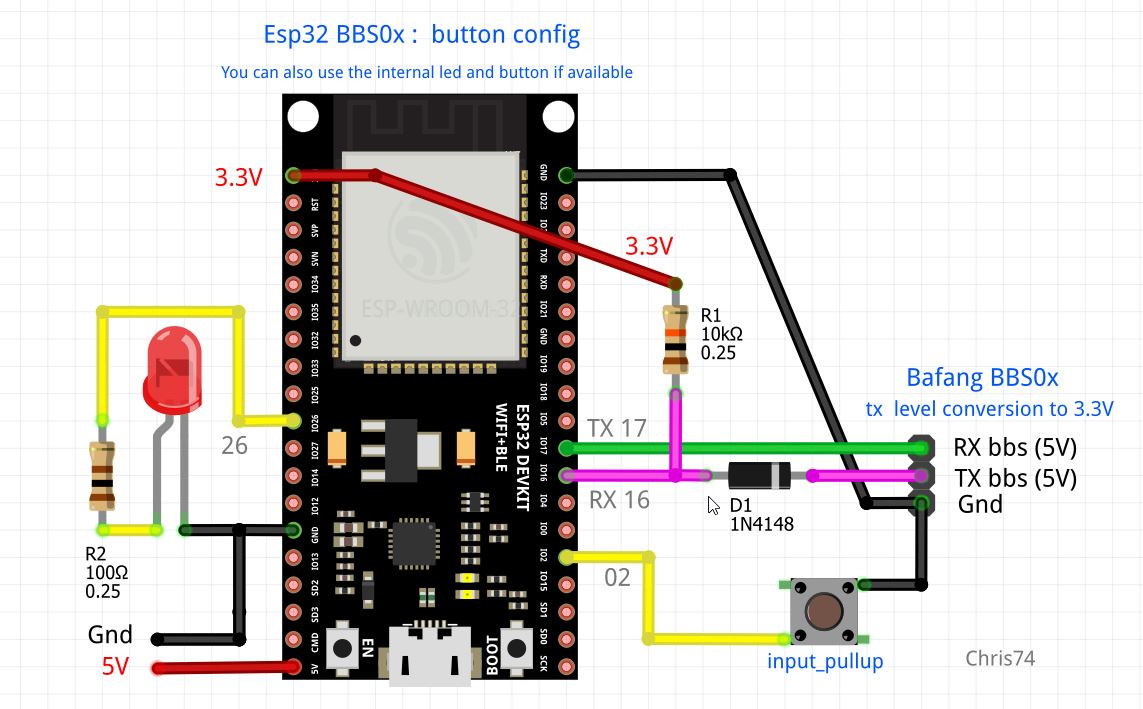 Esp32 BBS0x : button config
You can also use the internal led and button if available
3.3V
RST
SVP
SVN
IO34
IO35
IO32
IO33
IO25
IO26
IO27
IO14
IO12
GND
IO13
SD2
SD3
CMD
5V
GND
IO23
TXD
RXD
IO21
GND
IO19
IO18
IO5
IO17
IO16
IO4
IO0
IO2
IO15
SD1
SD0
SCK
ESP-WROOM-32
ESP32 DEVKIT
WIFI+BLE
EN
BOOT
3.3V
R1
10kΩ
0.25
Bafang BBS0x
tx level conversion to 3.3V
TX 17
RX bbs (5V)
TX bbs (5V)
Gnd
RX 16
D1
1N4148
26
02
R2
100Ω
0.25
Gnd
5V
input_pullup
Chris74